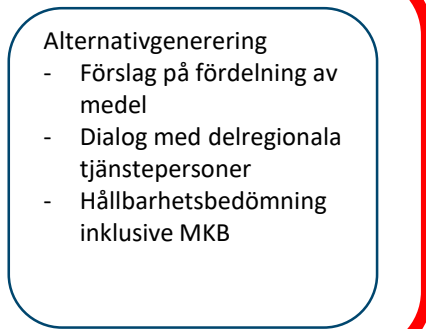 Alternativgenerering
- Förslag på fördelning av
medel
- Dialog med delregionala
tjänstepersoner
- Hållbarhetsbedömning
inklusive MKB